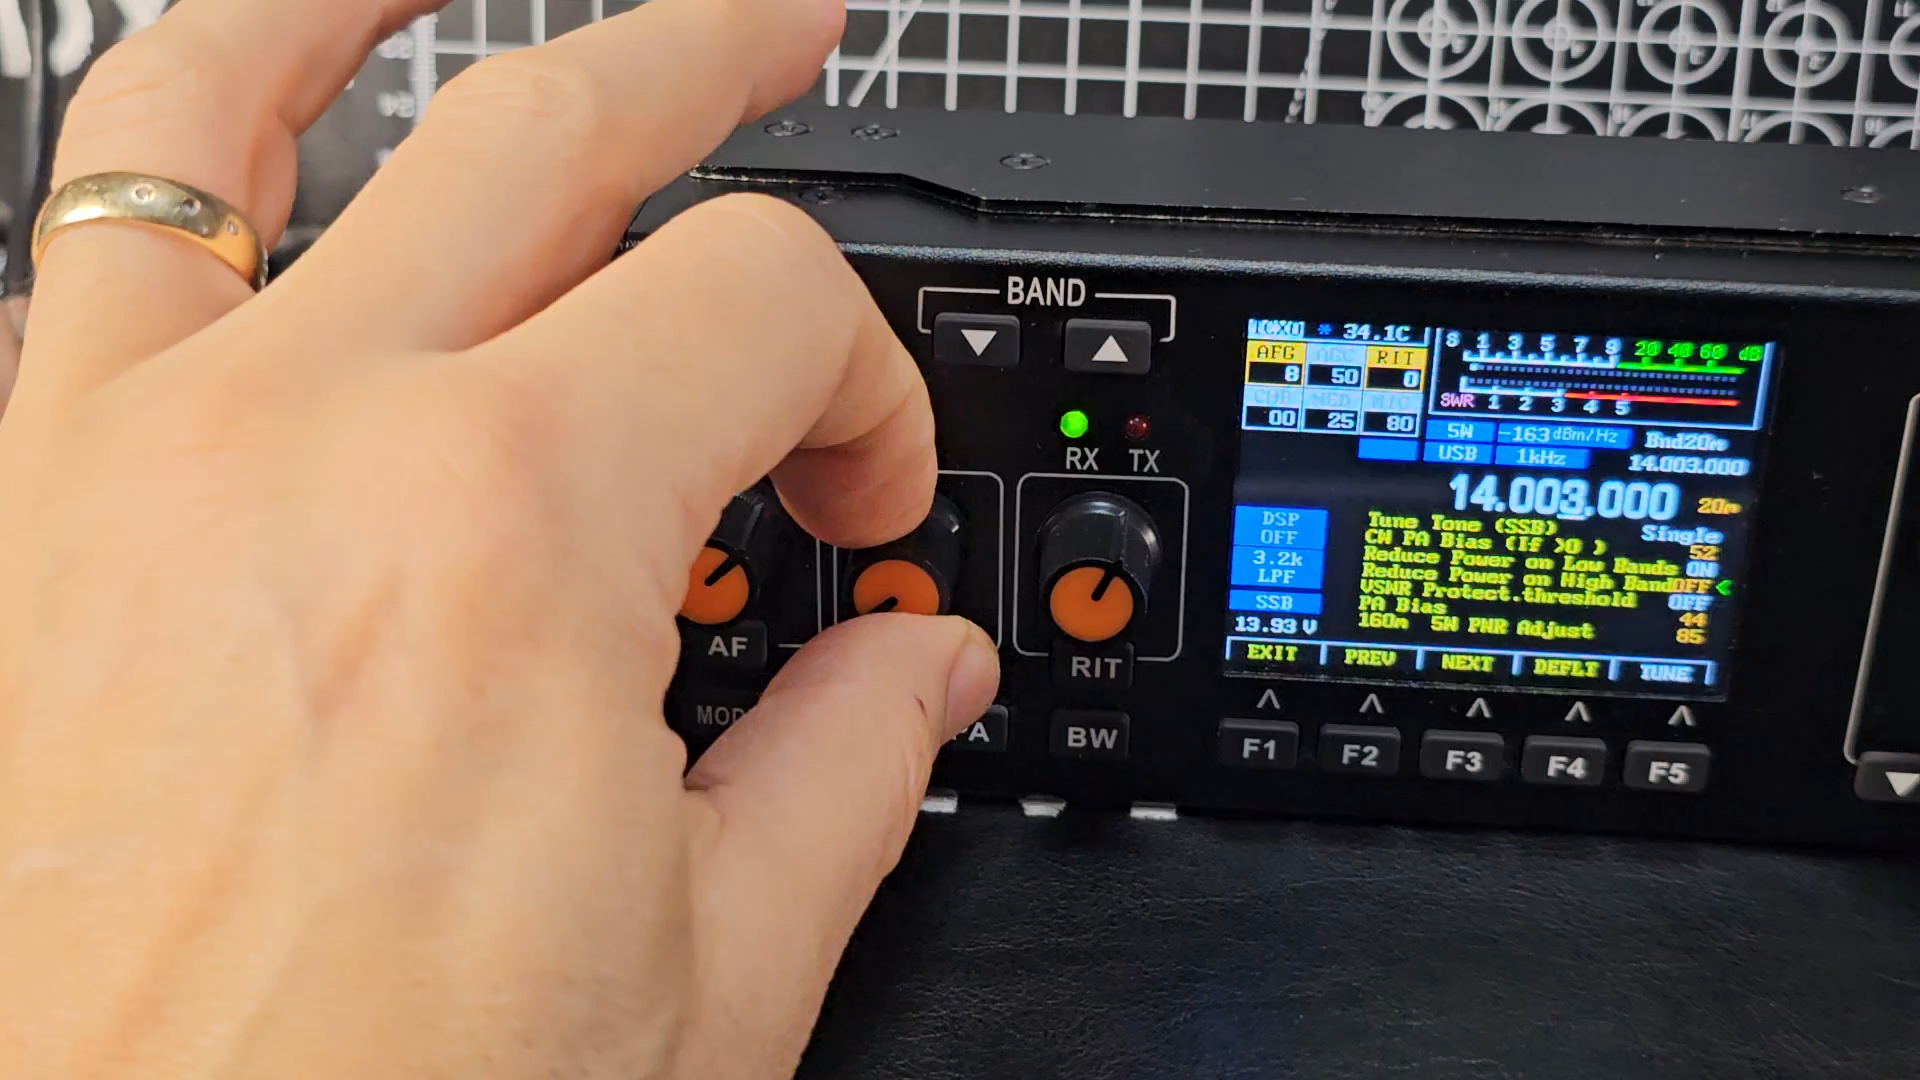 BAND
RX TX
AF
RIT
BW
F1 F2 F3 F4 F5
TCXO * 34.1C
AFG AGC RIT
8 50 0
CMP
00 25 80
S 1 3 5 7 9 20 40 60 dB
SWR 1 2 3 4 5
5W -163dBm/Hz Bnd20m
USB 1kHz 14.003.000
14.003.000 20m
DSP
OFF
3.2k
LPF
SSB
13.93 V
Tune Tone (SSB) Single
CW PA Bias (If >0 ) 52
Reduce Power on Low Bands ON
Reduce Power on High Band OFF <
VSWR Protect.threshold OFF
PA Bias 44
160m 5W PWR Adjust 85
EXIT PREV NEXT DEFLT TUNE